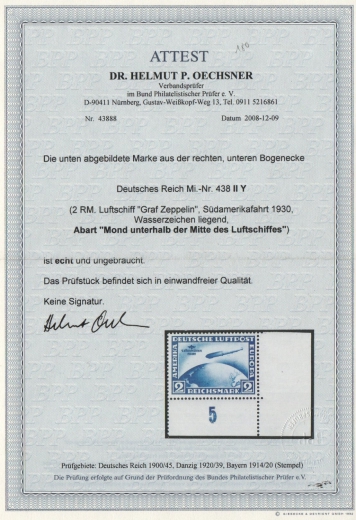 180
ATTEST
DR. HELMUT P. OECHSNER
Verbandsprüfer
im Bund Philatelistischer Prüfer e. V.
D-90411 Nürnberg, Gustav-Weißkopf-Weg 13, Tel. 0911 5216861
Nr. 43888 Datum 2008-12-09
Die unten abgebildete Marke aus der rechten, unteren Bogenecke
Deutsches Reich Mi.-Nr. 438 II Y
(2 RM. Luftschiff "Graf Zeppelin", Südamerikafahrt 1930,
Wasserzeichen liegend,
Abart "Mond unterhalb der Mitte des Luftschiffes")
ist echt und ungebraucht.
Das Prüfstück befindet sich in einwandfreier Qualität.
Keine Signatur.
DEUTSCHE LUFTPOST
AMERIKA
EUROPA
2 REICHSMARK 2
5
Prüfgebiete: Deutsches Reich 1900/45, Danzig 1920/39, Bayern 1914/20 (Stempel)
Die Prüfung erfolgte auf Grund der Prüfordnung des Bundes Philatelistischer Prüfer e.V.